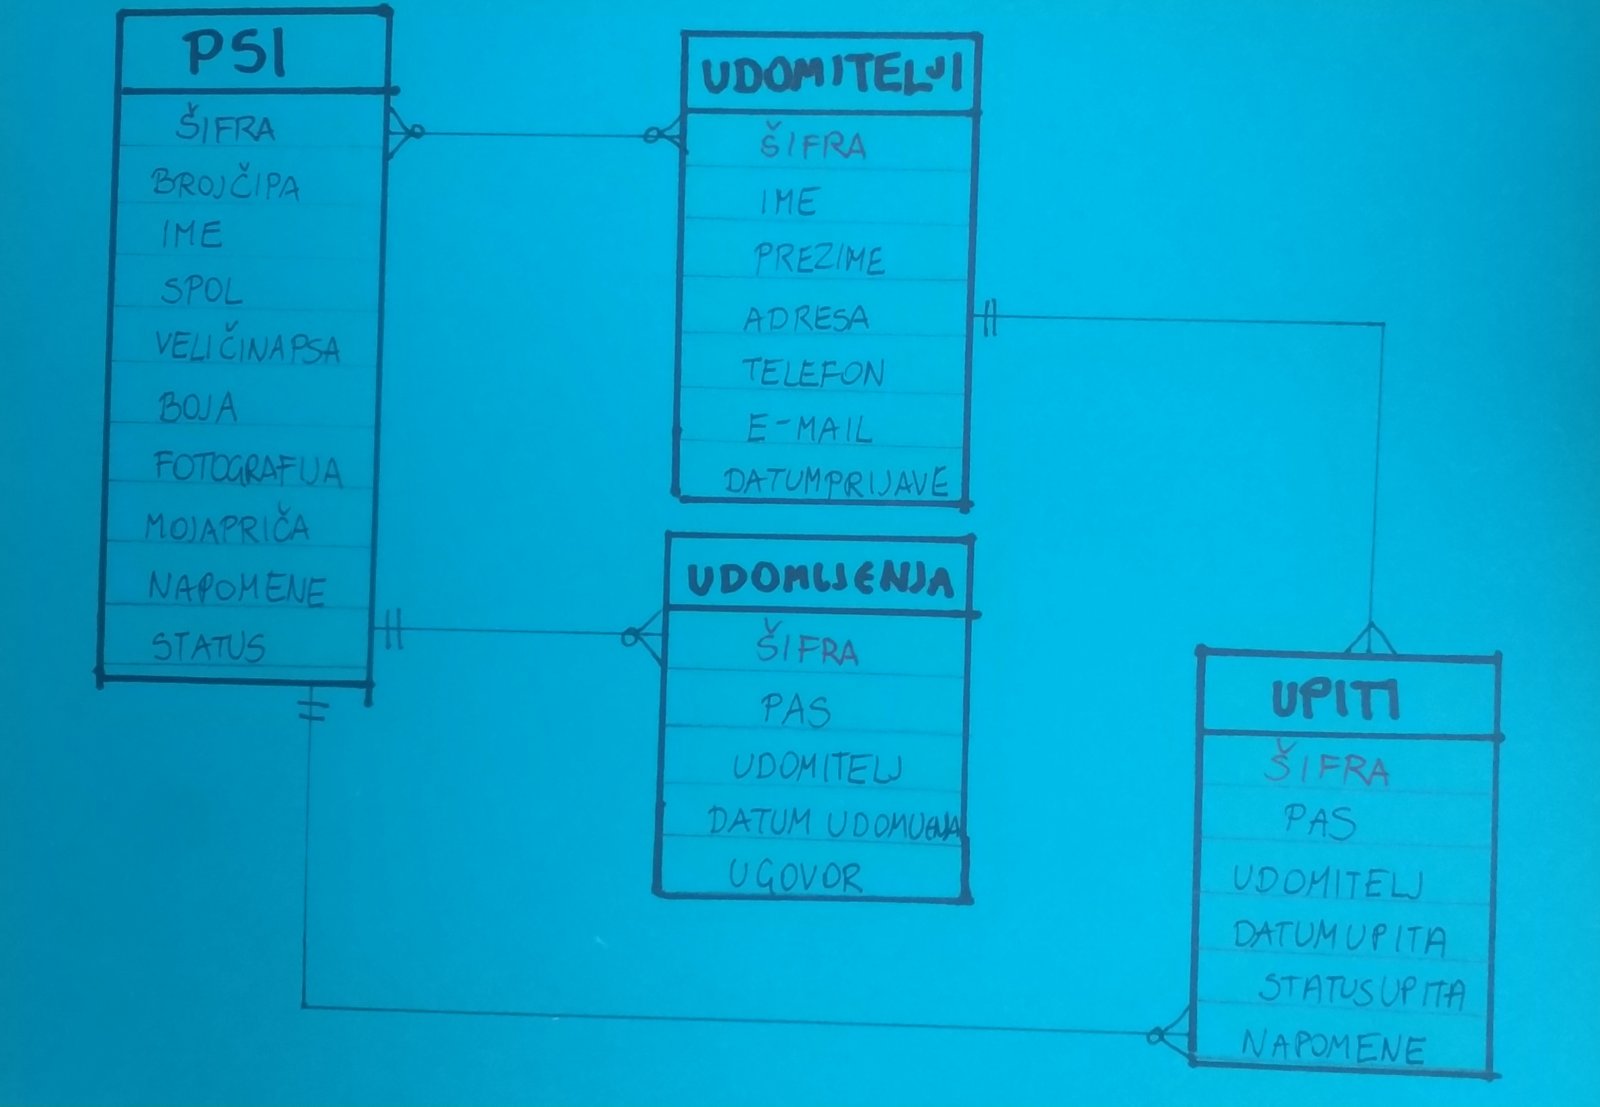 PSI
ŠIFRA
BROJČIPA
IME
SPOL
VELIČINAPSA
BOJA
FOTOGRAFIJA
MOJAPRIČA
NAPOMENE
STATUS
UDOMITELJI
ŠIFRA
IME
PREZIME
ADRESA
TELEFON
E-MAIL
DATUMPRIJAVE
UDOMLJENJA
ŠIFRA
PAS
UDOMITELJ
DATUM UDOMLJENJA
UGOVOR
UPITI
ŠIFRA
PAS
UDOMITELJ
DATUMUPITA
STATUSUPITA
NAPOMENE